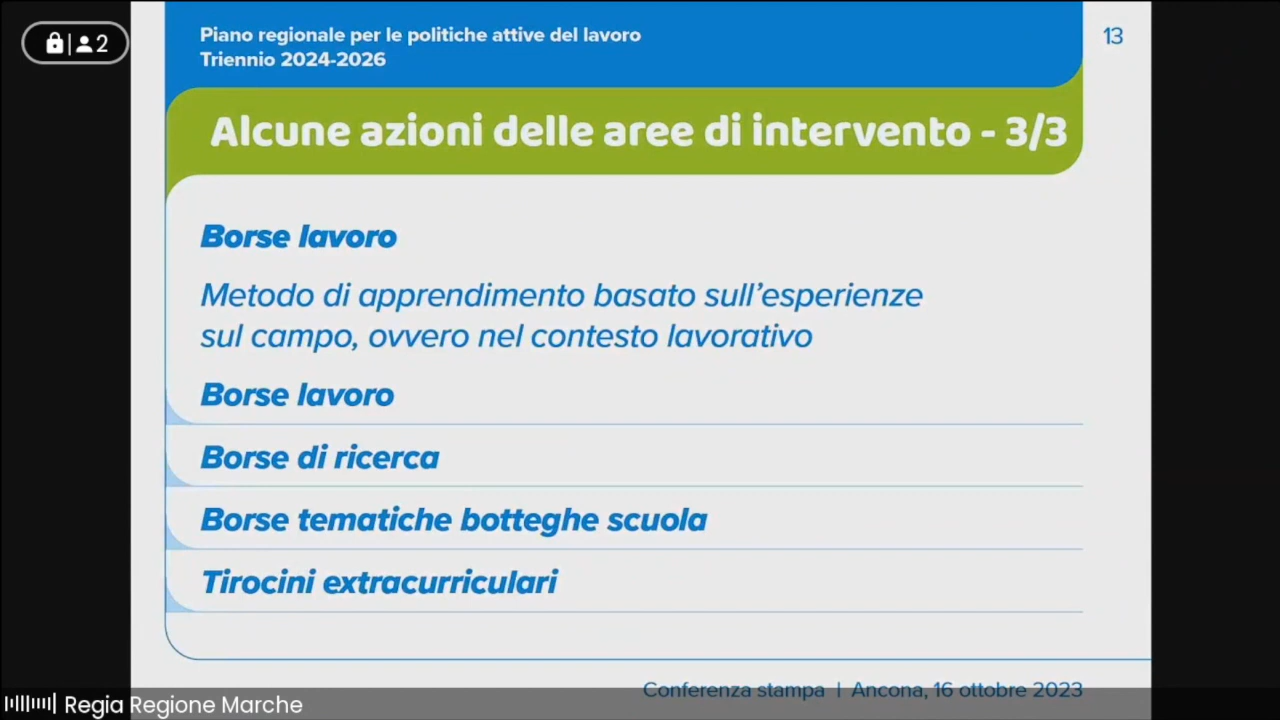 2
Piano regionale per le politiche attive del lavoro
Triennio 2024-2026
13
Alcune azioni delle aree di intervento - 3/3
Borse lavoro
Metodo di apprendimento basato sull’esperienze
sul campo, ovvero nel contesto lavorativo
Borse lavoro
Borse di ricerca
Borse tematiche botteghe scuola
Tirocini extracurriculari
Conferenza stampa | Ancona, 16 ottobre 2023
Regia Regione Marche